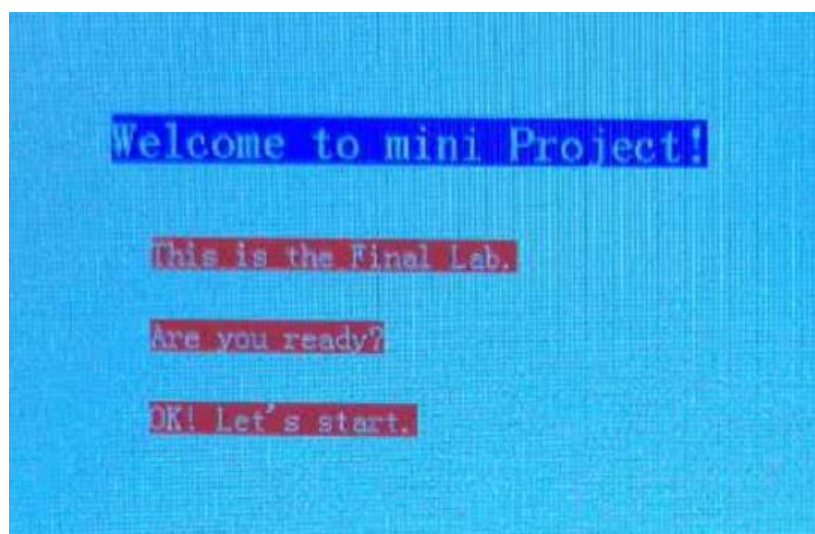 Welcome to mini Project!
This is the Final Lab.
Are you ready?
OK! Let's start.